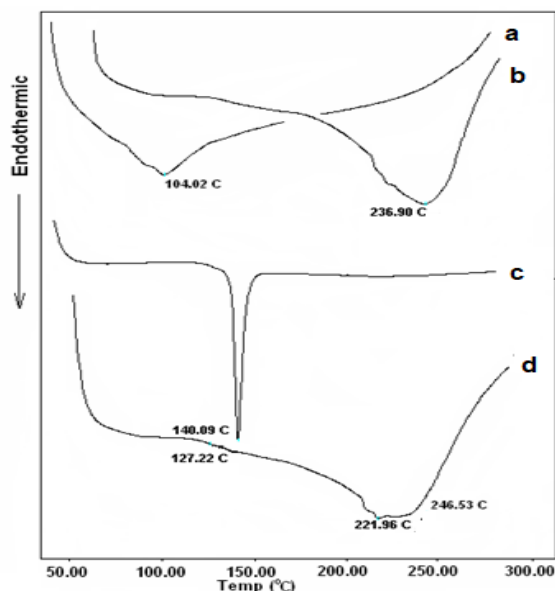 a
b
Endothermic
104.02 C
236.90 C
c
d
140.09 C
127.22 C
246.53 C
221.96 C
50.00 100.00 150.00 200.00 250.00 300.00
Temp (°C)